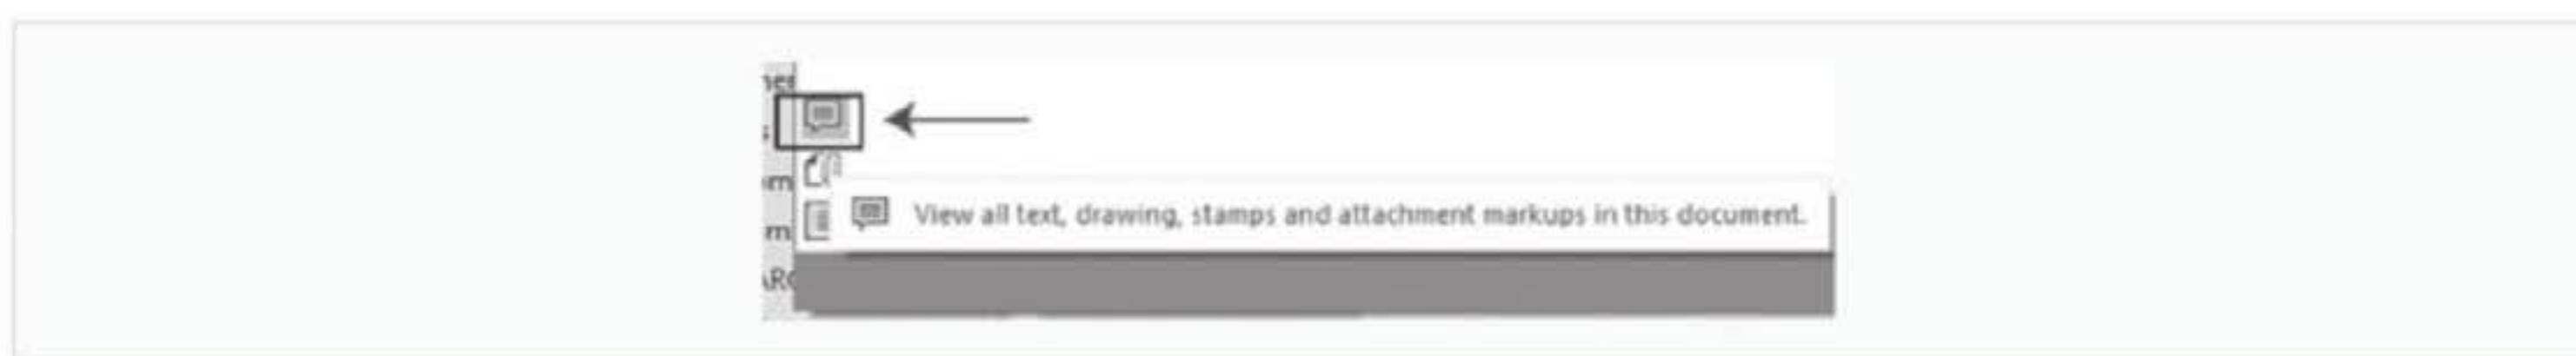 View all text, drawing, stamps and attachment markups in this document.